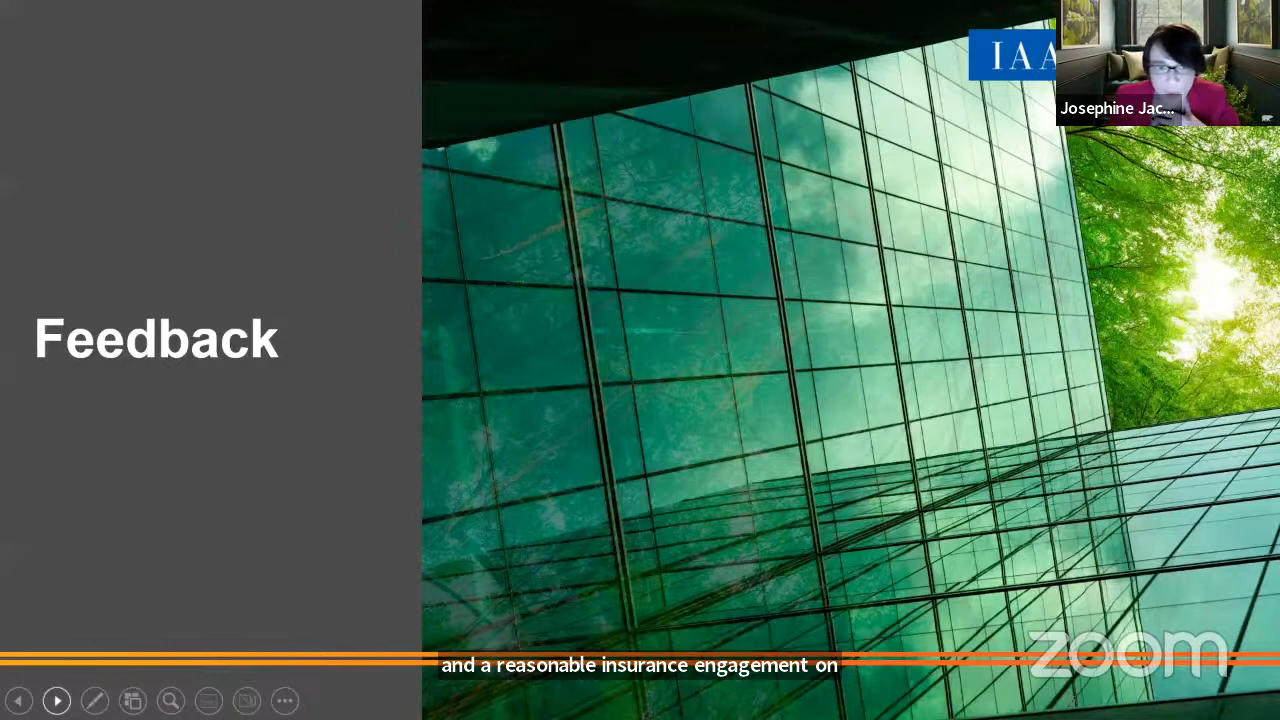 IAA
Josephine Jac...
Feedback
and a reasonable insurance engagement on
zoom